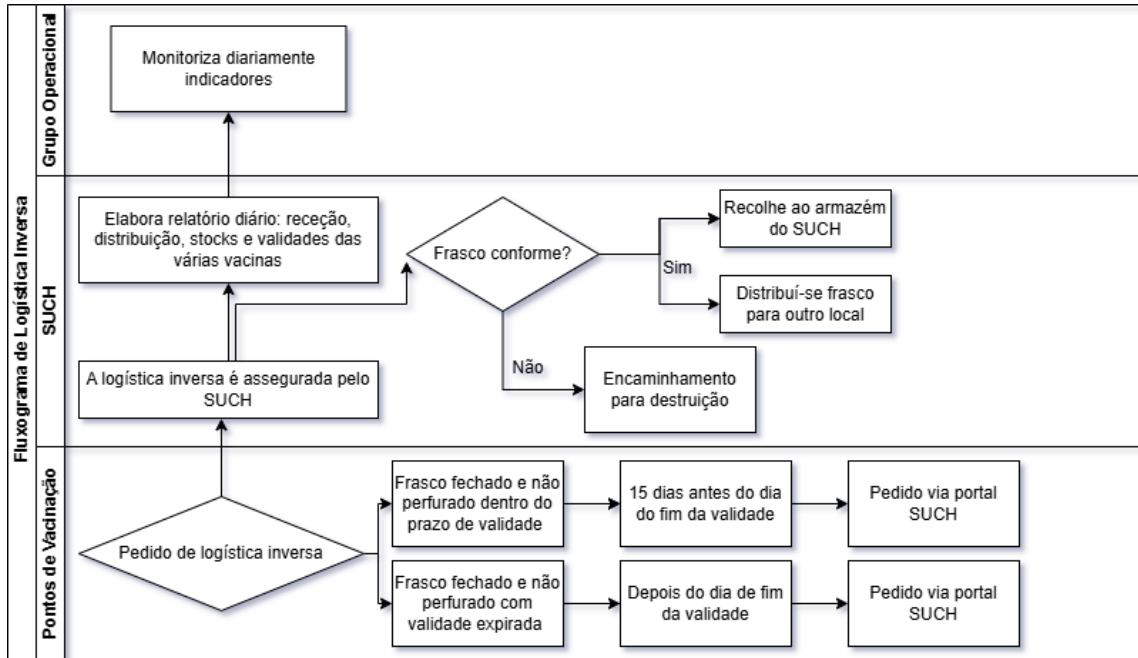 Fluxograma de Logística Inversa
Grupo Operacional
Monitoriza diariamente
indicadores
SUCH
Elabora relatório diário: receção,
distribuição, stocks e validades das
várias vacinas
Frasco conforme?
Recolhe ao armazém
do SUCH
Sim
Distribuí-se frasco
para outro local
Não
A logística inversa é assegurada pelo
SUCH
Encaminhamento
para destruição
Pontos de Vacinação
Pedido de logística inversa
Frasco fechado e não
perfurado dentro do
prazo de validade
15 dias antes do dia
do fim da validade
Pedido via portal
SUCH
Frasco fechado e não
perfurado com
validade expirada
Depois do dia de fim
da validade
Pedido via portal
SUCH